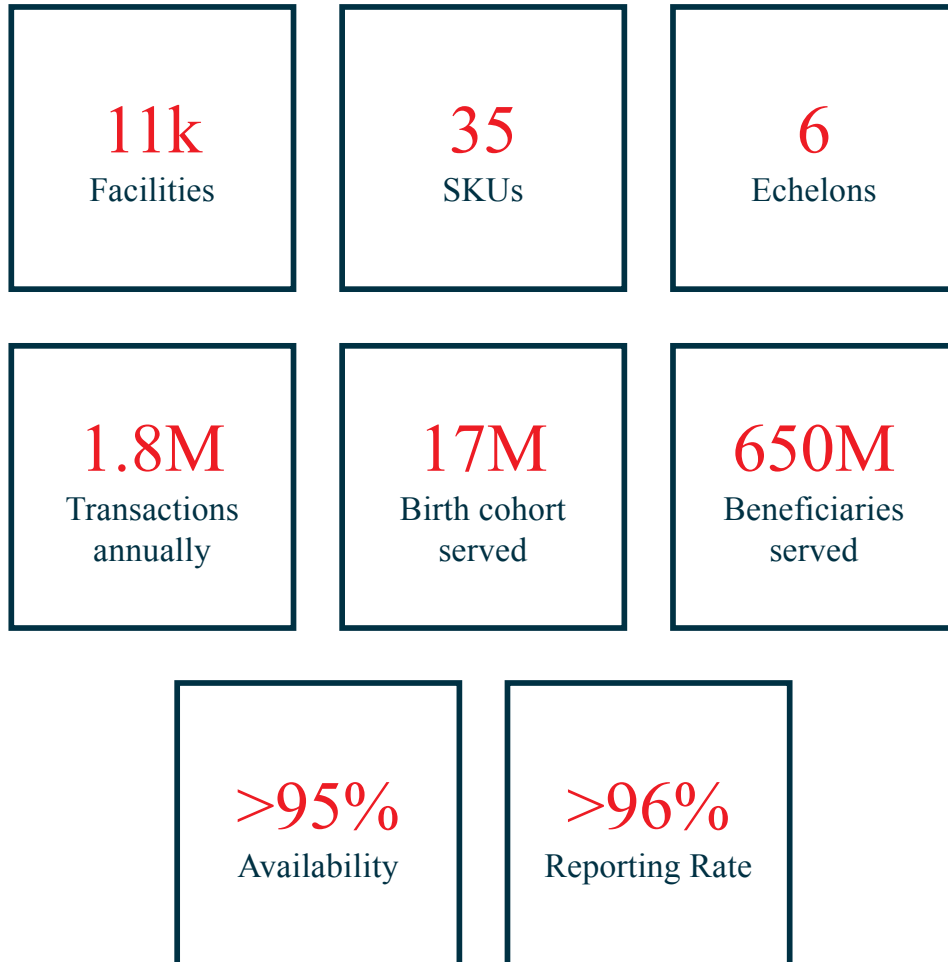 11k
Facilities
35
SKUs
6
Echelons
1.8M
Transactions
annually
17M
Birth cohort
served
650M
Beneficiaries
served
>95%
Availability
>96%
Reporting Rate